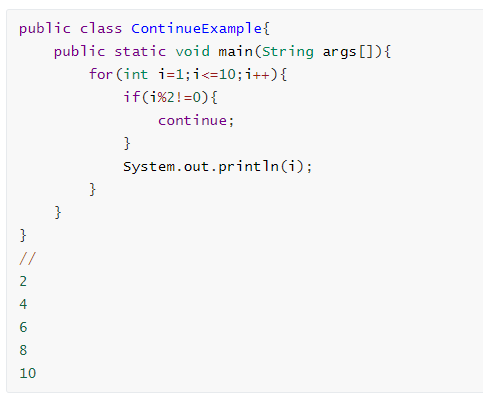 public class ContinueExample{
    public static void main(String args[]){
        for(int i=1;i<=10;i++){
            if(i%2!=0){
                continue;
            }
            System.out.println(i);
        }
    }
}
//
2
4
6
8
10